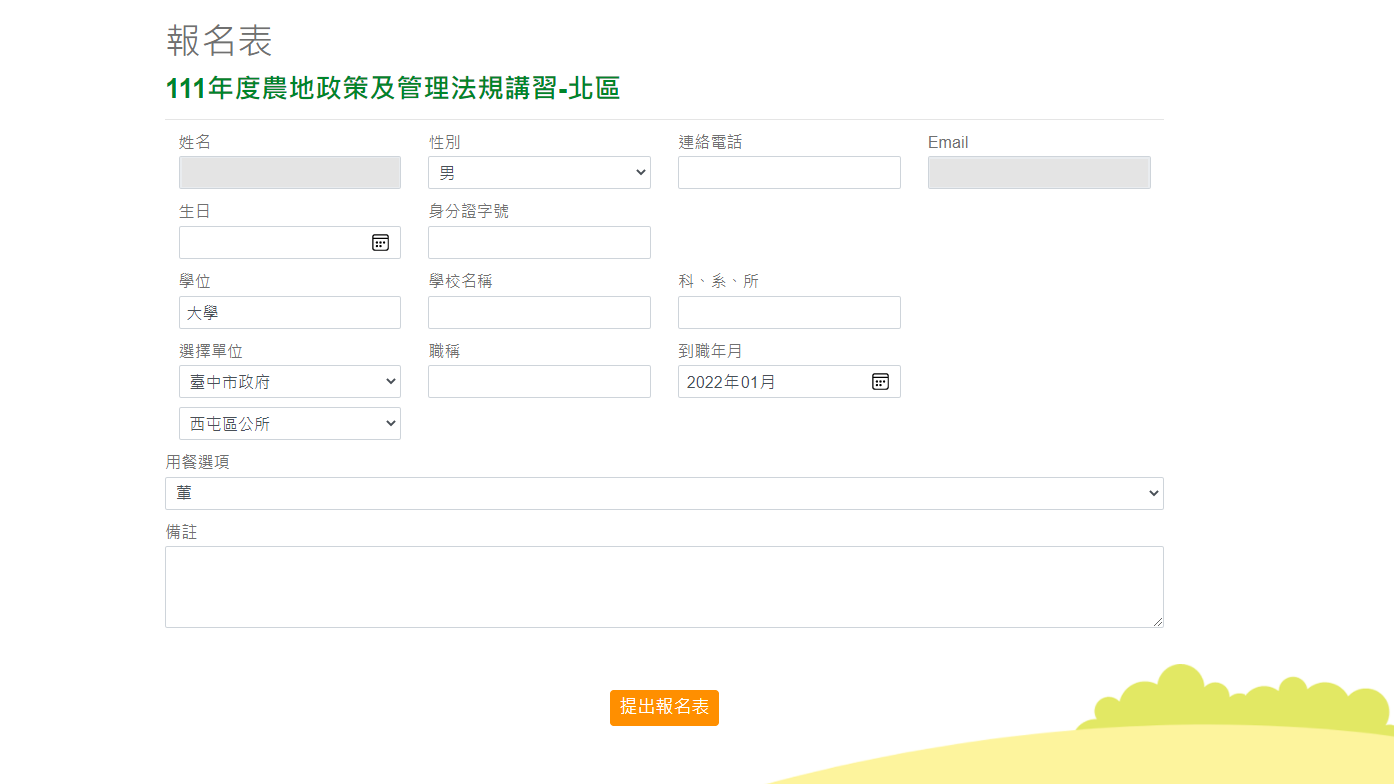 報名表
111年度農地政策及管理法規講習-北區
姓名 性別 連絡電話 Email
男
生日 身分證字號
學位 學校名稱 科、系、所
大學
選擇單位 職稱 到職年月
臺中市政府 2022年01月
西屯區公所
用餐選項
葷
備註
提出報名表